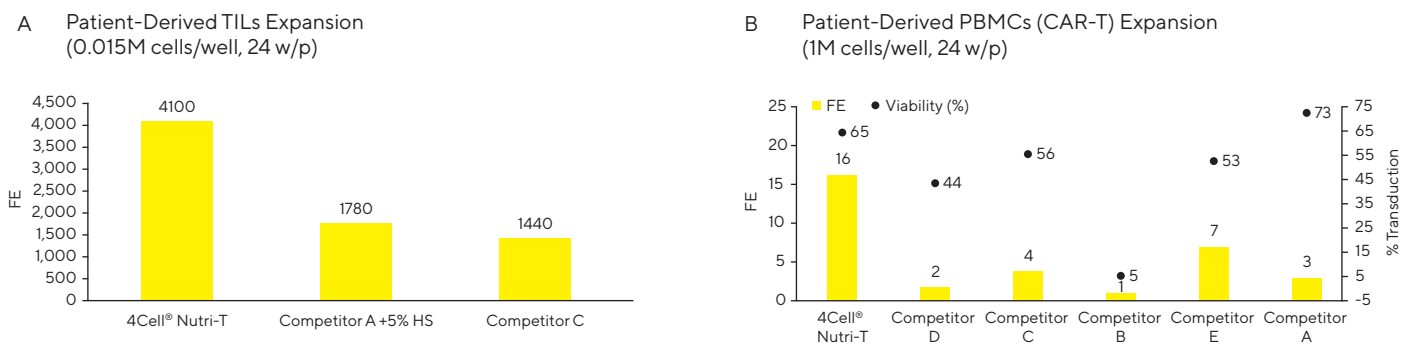 A Patient-Derived TILs Expansion
(0.015M cells/well, 24 w/p)
4,500
4,000
3,500
3,000
2,500
2,000
1,500
1,000
500
0
FE
4100
1780
1440
4Cell® Nutri-T
Competitor A +5% HS
Competitor C
B Patient-Derived PBMCs (CAR-T) Expansion
(1M cells/well, 24 w/p)
FE
Viability (%)
25
20
15
10
5
0
FE
65
16
44
2
56
4
5
1
53
7
73
3
75
65
55
45
35
25
15
5
-5
% Transduction
4Cell®
Nutri-T
Competitor
D
Competitor
C
Competitor
B
Competitor
E
Competitor
A